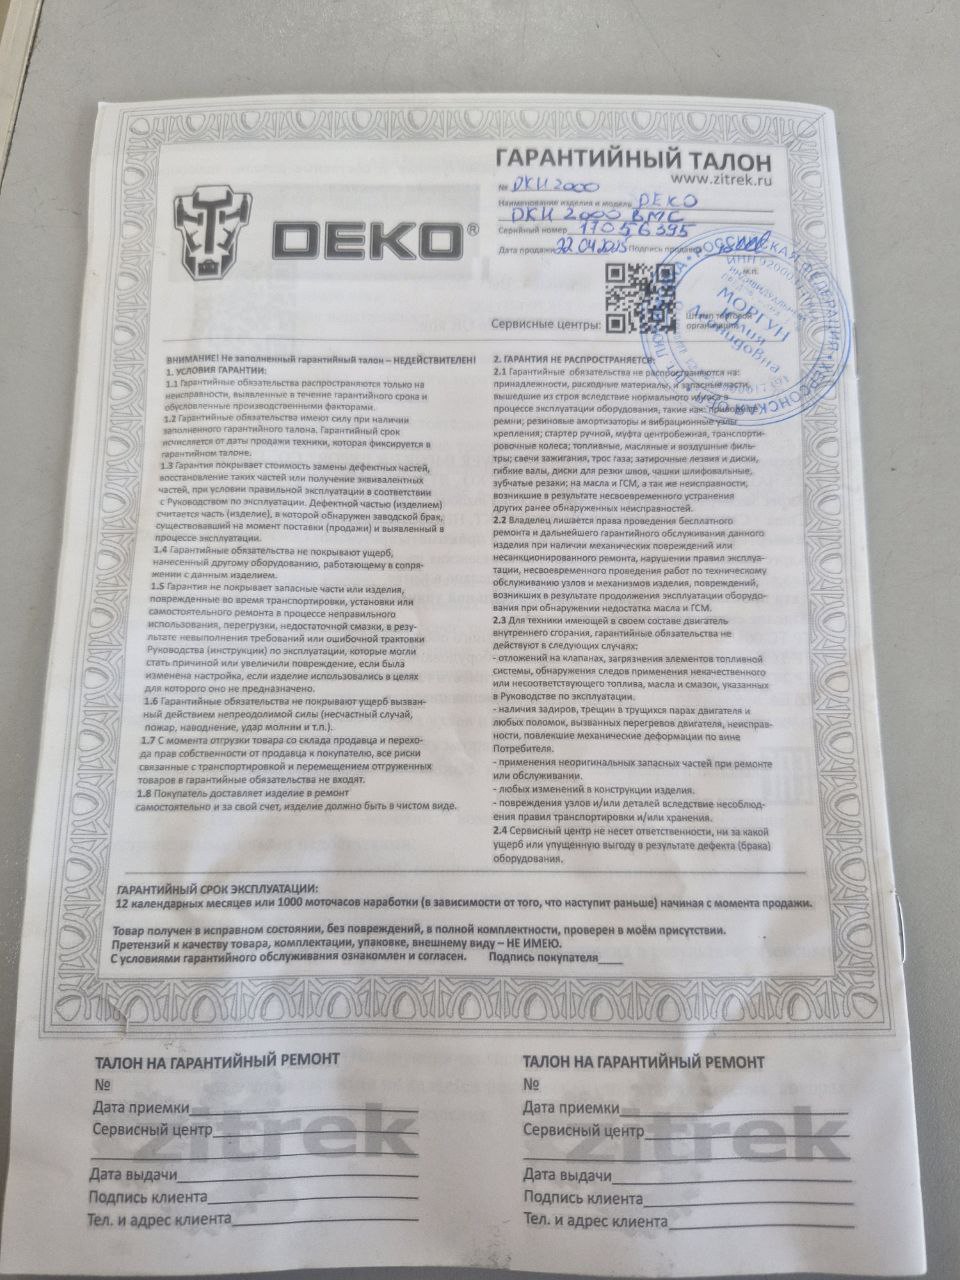 ГАРАНТИЙНЫЙ ТАЛОН
www.zitrek.ru
DEKO®
№ DKИ 2000
Наименование изделия и модель DEKO
DKИ 2000 BMC
Серийный номер 17056395
Дата продажи 22.04.2025 Подпись продавца
м.п.
Сервисные центры:
Штамп торговой
организации
РОССИЙСКАЯ ФЕДЕРАЦИЯ • ХЕРСОНСКАЯ
МОРГУН
ВНИМАНИЕ! Не заполненный гарантийный талон – НЕДЕЙСТВИТЕЛЕН!
1. УСЛОВИЯ ГАРАНТИИ:
1.1 Гарантийные обязательства распространяются только на
неисправности, выявленные в течение гарантийного срока и
обусловленные производственными факторами.
1.2 Гарантийные обязательства имеют силу при наличии
заполненного гарантийного талона. Гарантийный срок
исчисляется от даты продажи техники, которая фиксируется в
гарантийном талоне.
1.3 Гарантия покрывает стоимость замены дефектных частей,
восстановление таких частей или получение эквивалентных
частей, при условии правильной эксплуатации в соответствии
с Руководством по эксплуатации. Дефектной частью (изделием)
считается часть (изделие), в которой обнаружен заводской брак,
существовавший на момент поставки (продажи) и выявленный в
процессе эксплуатации.
1.4 Гарантийные обязательства не покрывают ущерб,
нанесенный другому оборудованию, работающему в сопря-
жении с данным изделием.
1.5 Гарантия не покрывает запасные части или изделия,
поврежденные во время транспортировки, установки или
самостоятельного ремонта в процессе неправильного
использования, перегрузки, недостаточной смазки, в резу-
льтате невыполнения требований или ошибочной трактовки
Руководства (инструкции) по эксплуатации, которые могли
стать причиной или увеличили повреждение, если была
изменена настройка, если изделие использовались в целях
для которого оно не предназначено.
1.6 Гарантийные обязательства не покрывают ущерб вызван-
ный действием непреодолимой силы (несчастный случай,
пожар, наводнение, удар молнии и т.п.).
1.7 С момента отгрузки товара со склада продавца и перехо-
да прав собственности от продавца к покупателю, все риски
связанные с транспортировкой и перемещением отгруженных
товаров в гарантийные обязательства не входят.
1.8 Покупатель доставляет изделие в ремонт
самостоятельно и за свой счет, изделие должно быть в чистом виде.
2. ГАРАНТИЯ НЕ РАСПРОСТРАНЯЕТСЯ:
2.1 Гарантийные обязательства не распространяются на:
принадлежности, расходные материалы, и запасные части,
вышедшие из строя вследствие нормального износа в
процессе эксплуатации оборудования, такие как: приводные
ремни; резиновые амортизаторы и вибрационные узлы
крепления; стартер ручной, муфта центробежная, транспорти-
ровочные колеса; топливные, масляные и воздушные филь-
тры; свечи зажигания, трос газа; затирочные лезвия и диски,
гибкие валы, диски для резки швов, чашки шлифовальные,
зубчатые резаки; на масла и ГСМ, а так же неисправности,
возникшие в результате несвоевременного устранения
других ранее обнаруженных неисправностей.
2.2 Владелец лишается права проведения бесплатного
ремонта и дальнейшего гарантийного обслуживания данного
изделия при наличии механических повреждений или
несанкционированного ремонта, нарушении правил эксплуа-
тации, несвоевременного проведения работ по техническому
обслуживанию узлов и механизмов изделия, повреждений,
возникших в результате продолжения эксплуатации оборудо-
вания при обнаружении недостатка масла и ГСМ.
2.3 Для техники имеющей в своем составе двигатель
внутреннего сгорания, гарантийные обязательства не
действуют в следующих случаях:
- отложений на клапанах, загрязнения элементов топливной
системы, обнаружения следов применения некачественного
или несоответствующего топлива, масла и смазок, указанных
в Руководстве по эксплуатации.
- наличия задиров, трещин в трущихся парах двигателя и
любых поломок, вызванных перегревов двигателя, неисправ-
ности, повлекшие механические деформации по вине
Потребителя.
- применения неоригинальных запасных частей при ремонте
или обслуживании.
- любых изменений в конструкции изделия.
- повреждения узлов и/или деталей вследствие несоблюд-
ения правил транспортировки и/или хранения.
2.4 Сервисный центр не несет ответственности, ни за какой
ущерб или упущенную выгоду в результате дефекта (брака)
оборудования.
ГАРАНТИЙНЫЙ СРОК ЭКСПЛУАТАЦИИ:
12 календарных месяцев или 1000 моточасов наработки (в зависимости от того, что наступит раньше) начиная с момента продажи.
Товар получен в исправном состоянии, без повреждений, в полной комплектности, проверен в моём присутствии.
Претензий к качеству товара, комплектации, упаковке, внешнему виду – НЕ ИМЕЮ.
С условиями гарантийного обслуживания ознакомлен и согласен. Подпись покупателя____
ТАЛОН НА ГАРАНТИЙНЫЙ РЕМОНТ
№
Дата приемки
Сервисный центр
zitrek
Дата выдачи
Подпись клиента
Тел. и адрес клиента
ТАЛОН НА ГАРАНТИЙНЫЙ РЕМОНТ
№
Дата приемки
Сервисный центр
zitrek
Дата выдачи
Подпись клиента
Тел. и адрес клиента